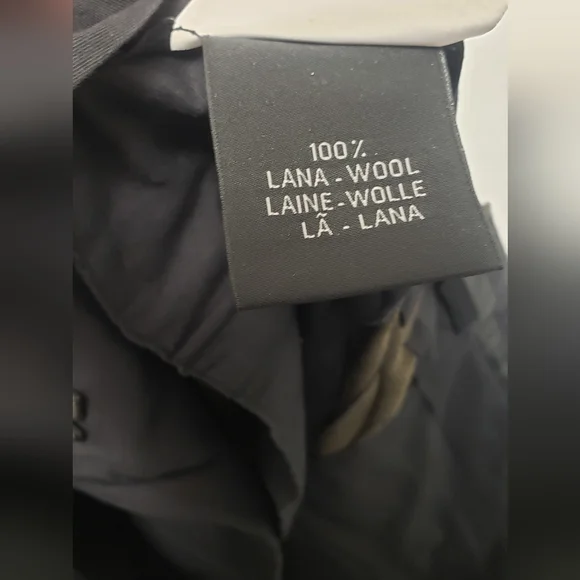 100%
LANA - WOOL
LAINE - WOLLE
LÃ - LANA